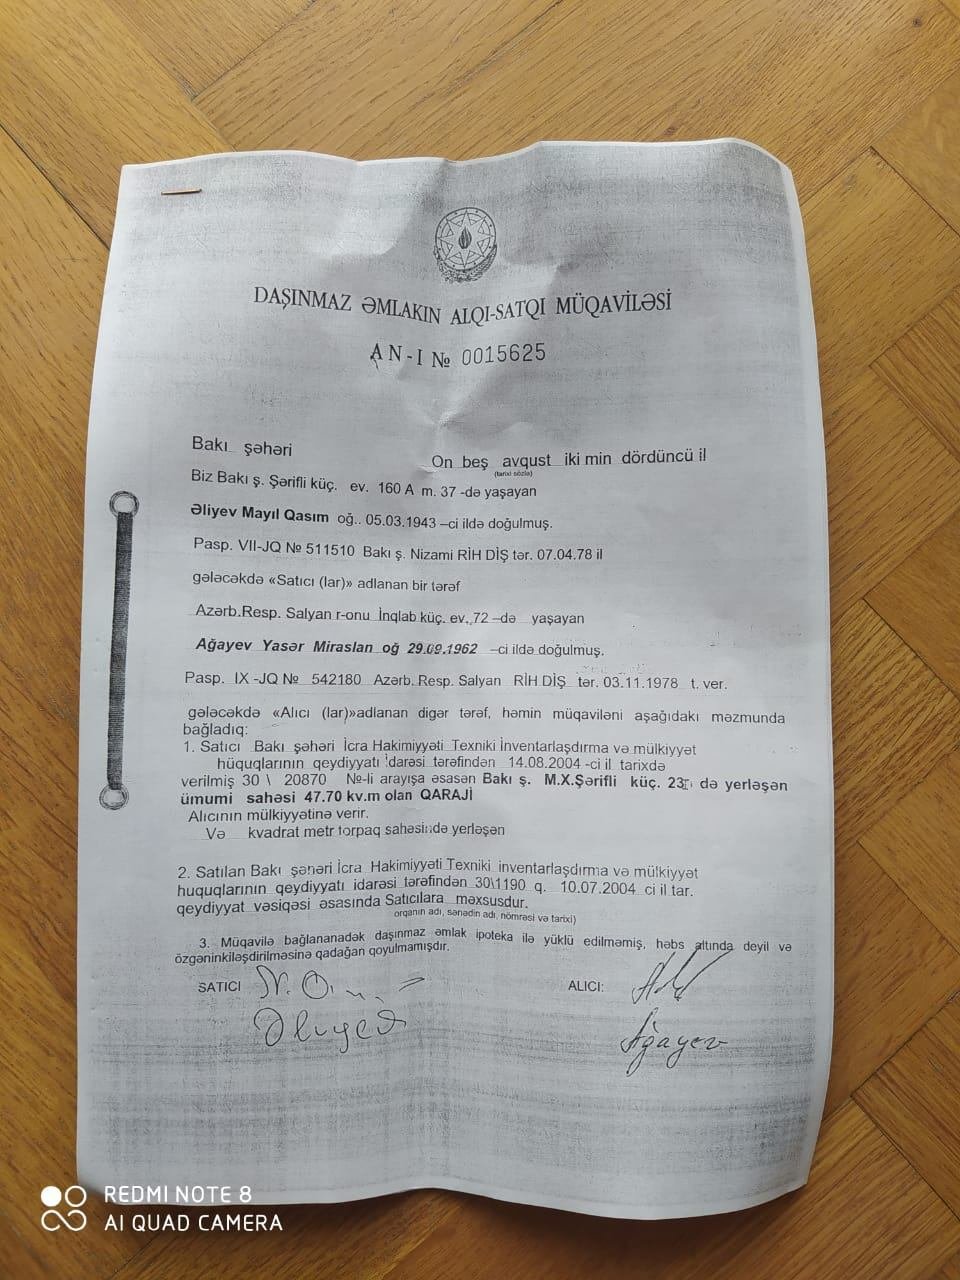 DAŞINMAZ ƏMLAKIN ALQI-SATQI MÜQAVİLƏSİ
AN-I № 0015625
Bakı şəhəri On beş avqust iki min dördüncü il
(tarixi sözlə)
Biz Bakı ş. Şərifli küç. ev. 160 A m. 37 -də yaşayan
Əliyev Mayıl Qasım oğ.. 05.03.1943 –ci ildə doğulmuş.
Pasp. VII-JQ № 511510 Bakı ş. Nizami RİH DİŞ tər. 07.04.78 il
gələcəkdə «Satıcı (lar)» adlanan bir tərəf
Azərb.Resp. Salyan r-onu İnqlab küç. ev. 72 –də yaşayan
Ağayev Yasər Miraslan oğ 29.09.1962 –ci ildə doğulmuş.
Pasp. IX -JQ № 542180 Azərb. Resp. Salyan RİH DİŞ tər. 03.11.1978 t. ver.
gələcəkdə «Alıcı (lar)»adlanan digər tərəf, həmin müqaviləni aşağıdakı məzmunda
bağladıq:
1. Satıcı Bakı şəhəri İcra Hakimiyyəti Texniki İnventarlaşdırma və mülkiyyət
hüquqlarının qeydiyyatı İdarəsi tərəfindən 14.08.2004 -ci il tarixdə
verilmiş 30 \ 20870 №-li arayışa əsasən Bakı ş. M.X.Şərifli küç. 23 də yerləşən
ümumi sahəsi 47.70 kv.m olan QARAJİ
Alıcının mülkiyyətinə verir.
Və kvadrat metr torpaq sahəsində yerləşən
2. Satılan Bakı şəhəri İcra Hakimiyyəti Texniki inventarlaşdırma və mülkiyyət
huquqlarının qeydiyyatı idarəsi tərəfindən 30\1190 q. 10.07.2004 ci il tar.
qeydiyyat vəsiqəsi əsasında Satıcılara məxsusdur.
orqanın adı, sənədin adı, nömrəsi və tarixi)
3. Müqavilə bağlananadək daşınmaz əmlak ipoteka ilə yüklü edilməmiş, həbs altında deyil və
özgəninkiləşdirilməsinə qadağan qoyulmamışdır.
SATICI ALICI:
Əliyev Ağayev
REDMI NOTE 8
AI QUAD CAMERA